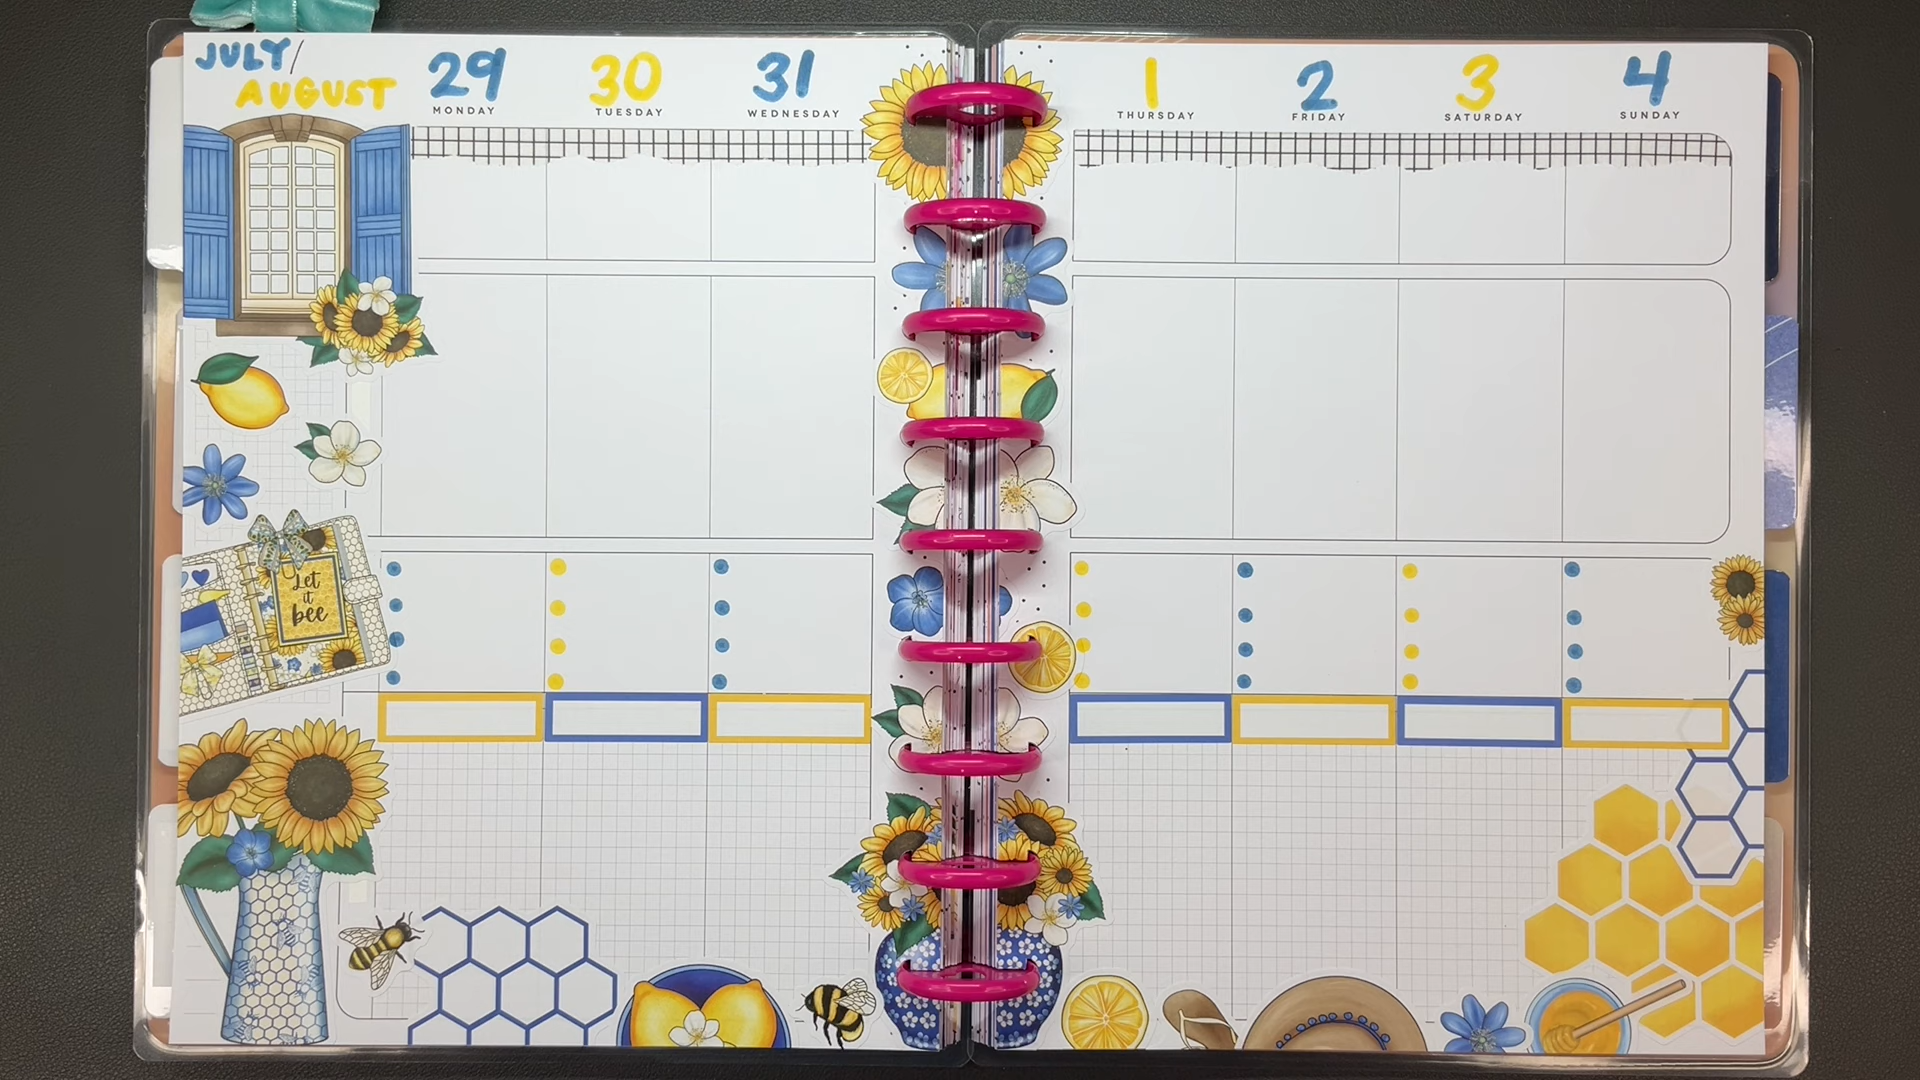 JULY/
AUGUST
29
MONDAY
30
TUESDAY
31
WEDNESDAY
1
THURSDAY
2
FRIDAY
3
SATURDAY
4
SUNDAY
Let
it
bee